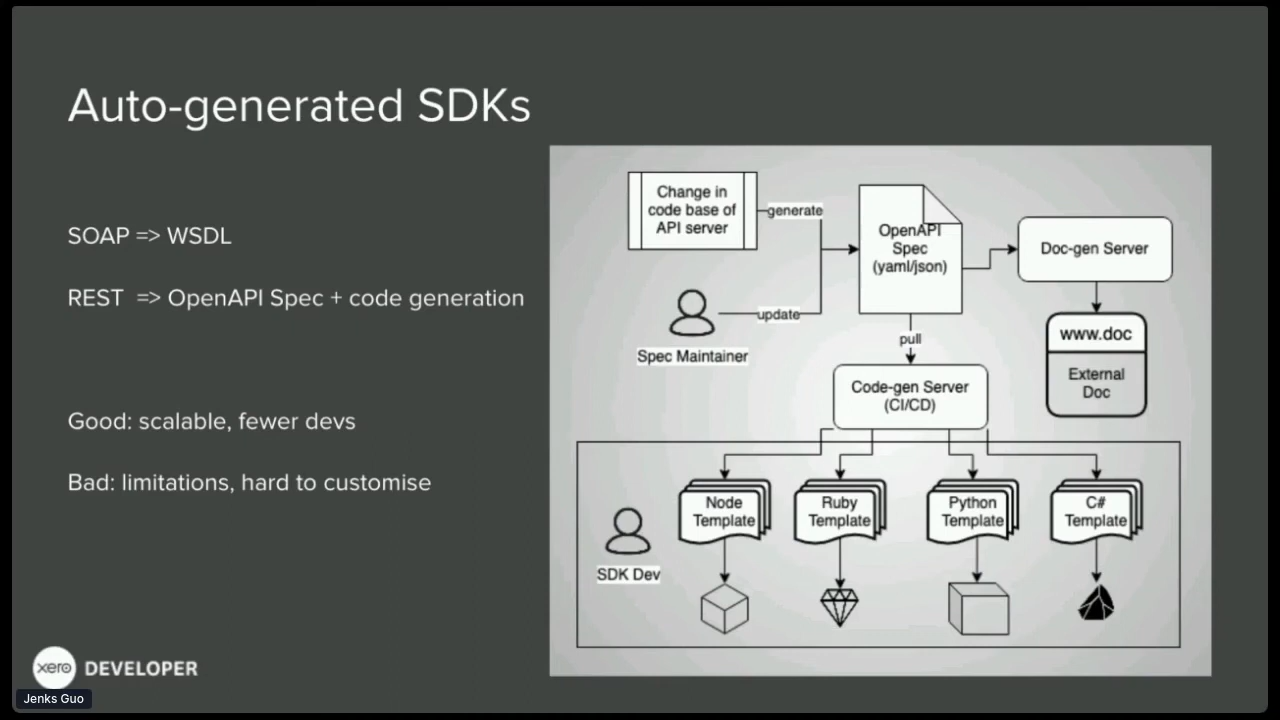 Auto-generated SDKs
SOAP => WSDL
REST => OpenAPI Spec + code generation
Good: scalable, fewer devs
Bad: limitations, hard to customise
Change in
code base of
API server
generate
OpenAPI
Spec
(yaml/json)
Doc-gen Server
update
Spec Maintainer
pull
www.doc
External
Doc
Code-gen Server
(CI/CD)
Node
Template
Ruby
Template
Python
Template
C#
Template
SDK Dev
xero DEVELOPER
Jenks Guo